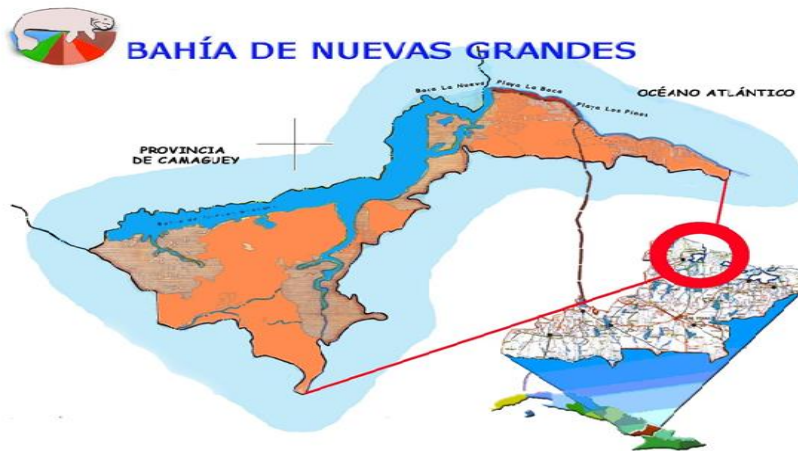 BAHÍA DE NUEVAS GRANDES
Boca La Nueva
Playa La Boca
Playa Los Pinos
OCÉANO ATLÁNTICO
PROVINCIA
DE CAMAGUEY